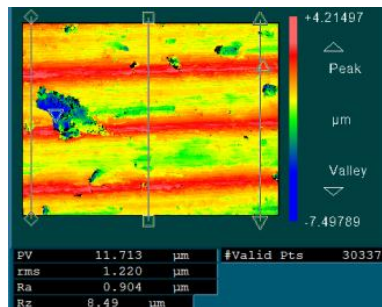 +4.21497
Peak
µm
Valley
-7.49789
PV 11.713 µm
rms 1.220 µm
Ra 0.904 µm
Rz 8.49 um
#Valid Pts 30337